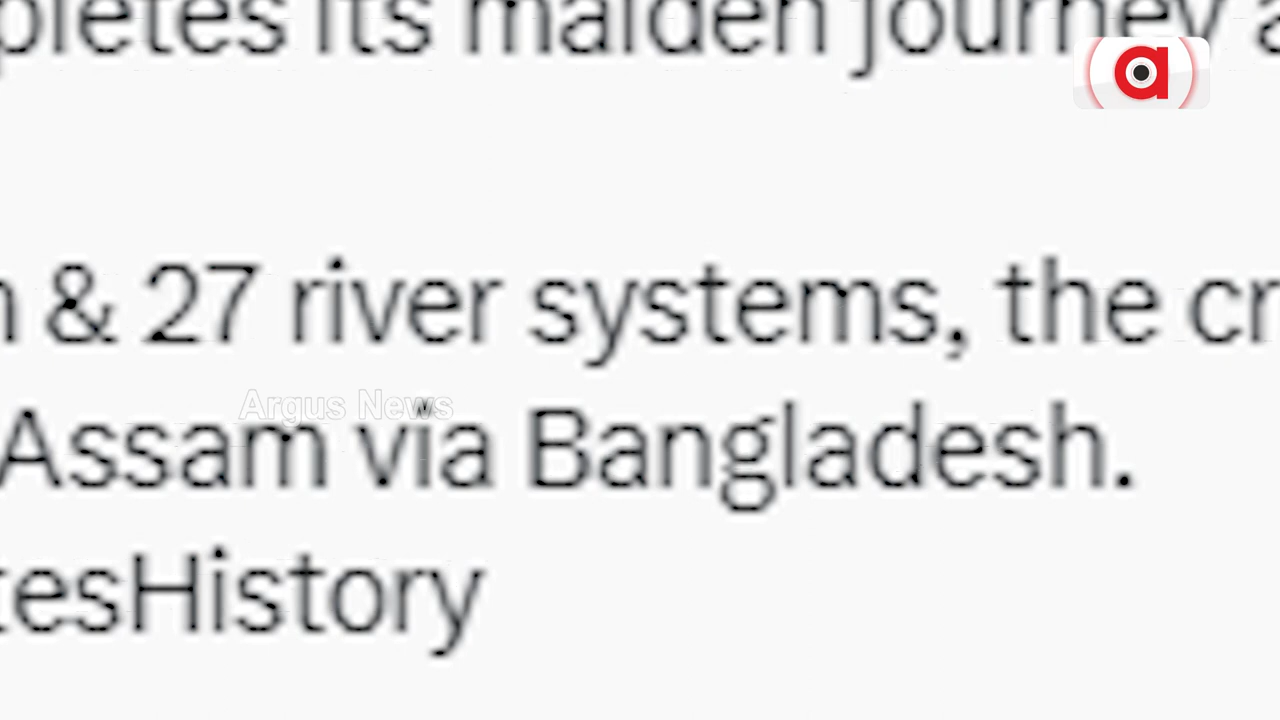 pletes its maiden journey a
n & 27 river systems, the cr
Argus News
Assam via Bangladesh.
tesHistory